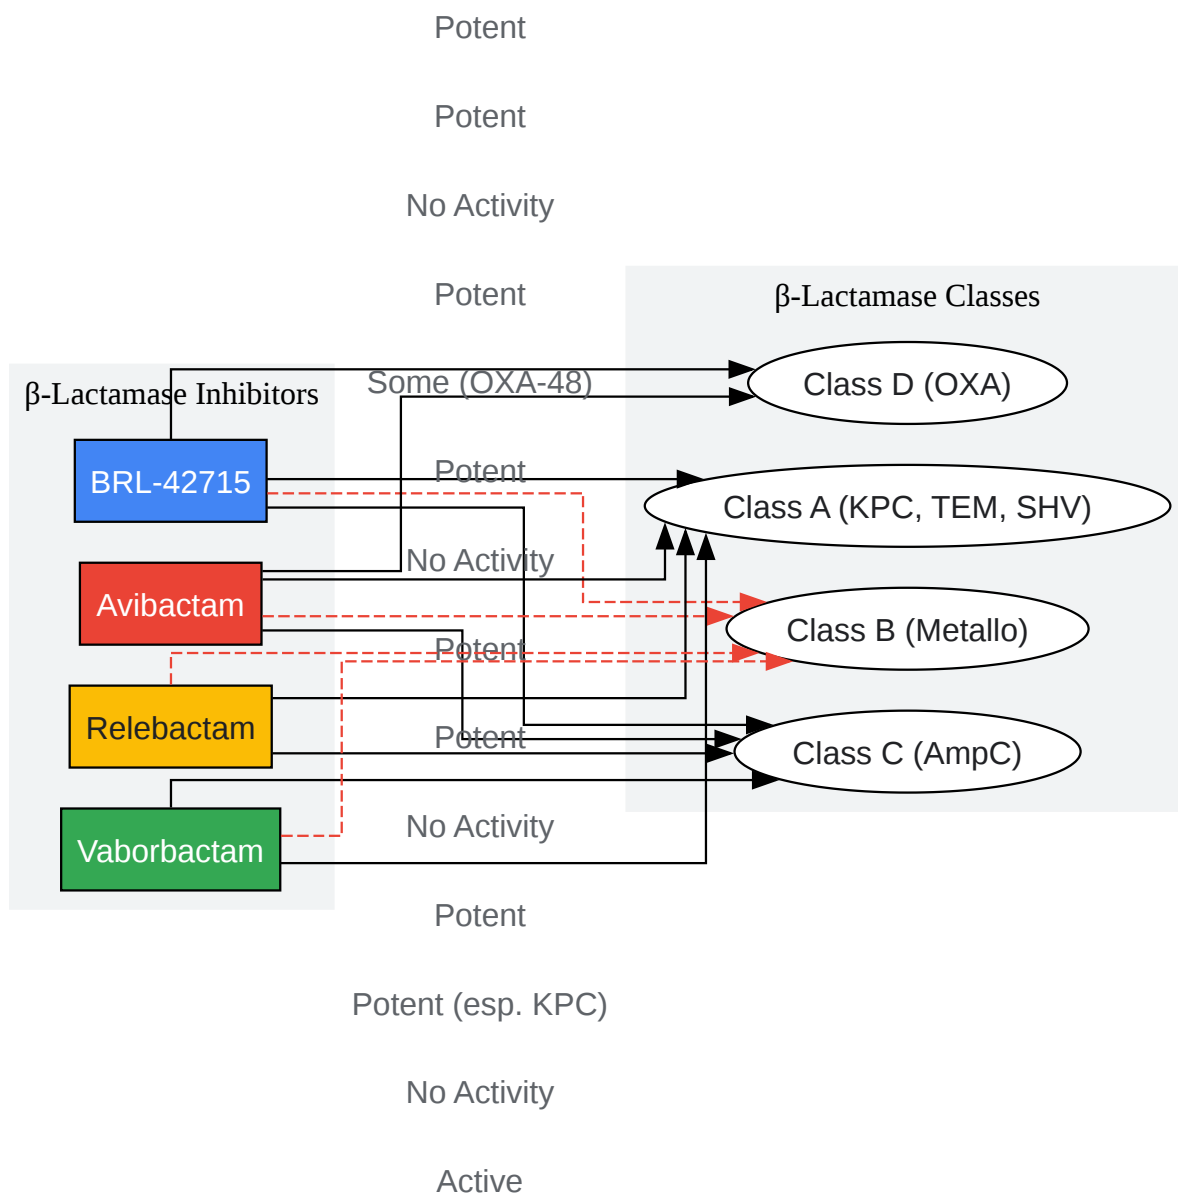 Potent
Potent
No Activity
Potent
β-Lactamase Classes
Some (OXA-48)
Class D (OXA)
β-Lactamase Inhibitors
Potent
BRL-42715
Class A (KPC, TEM, SHV)
No Activity
Avibactam
Class B (Metallo)
Potent
Relebactam
Potent
Class C (AmpC)
No Activity
Vaborbactam
Potent
Potent (esp. KPC)
No Activity
Active